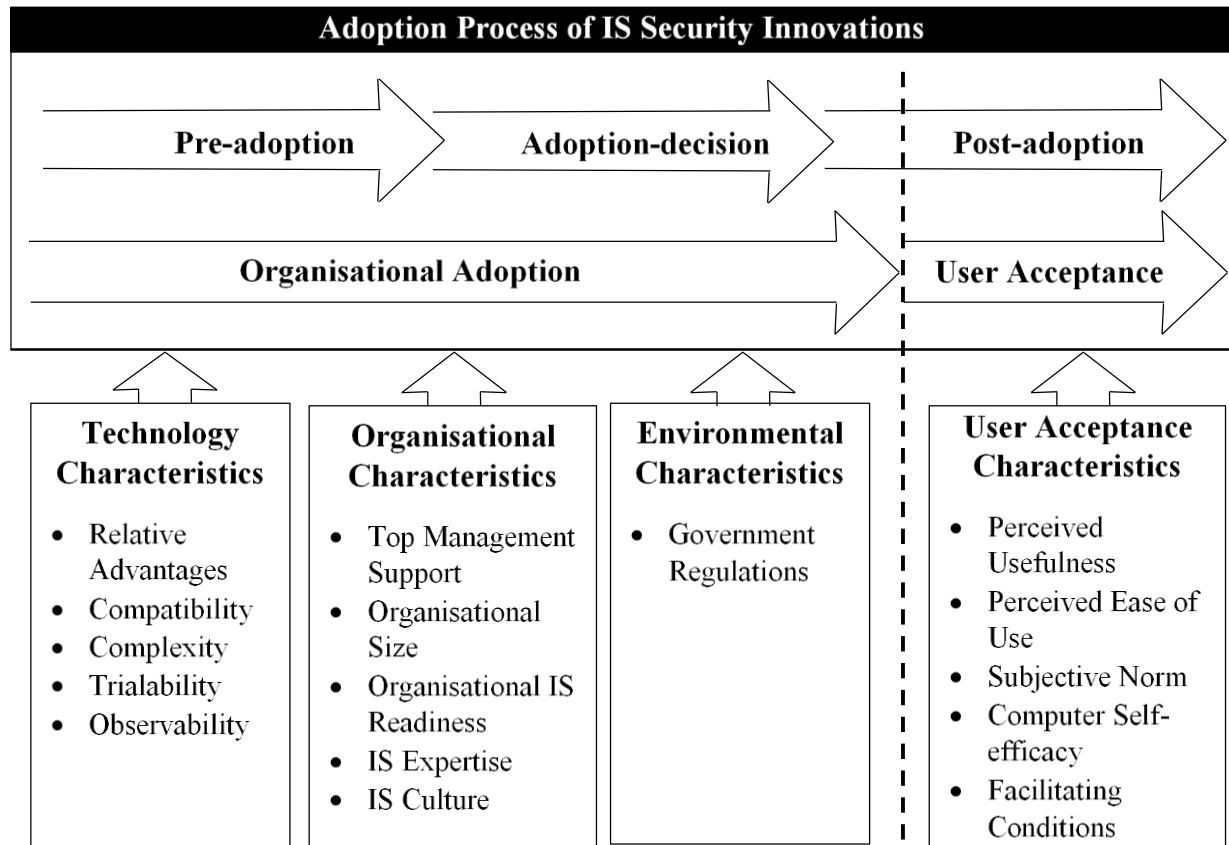 Adoption Process of IS Security Innovations
Pre-adoption
Adoption-decision
Post-adoption
Organisational Adoption
User Acceptance
Technology
Characteristics
• Relative
Advantages
• Compatibility
• Complexity
• Trialability
• Observability
Organisational
Characteristics
• Top Management
Support
• Organisational
Size
• Organisational IS
Readiness
• IS Expertise
• IS Culture
Environmental
Characteristics
• Government
Regulations
User Acceptance
Characteristics
• Perceived
Usefulness
• Perceived Ease of
Use
• Subjective Norm
• Computer Self-
efficacy
• Facilitating
Conditions